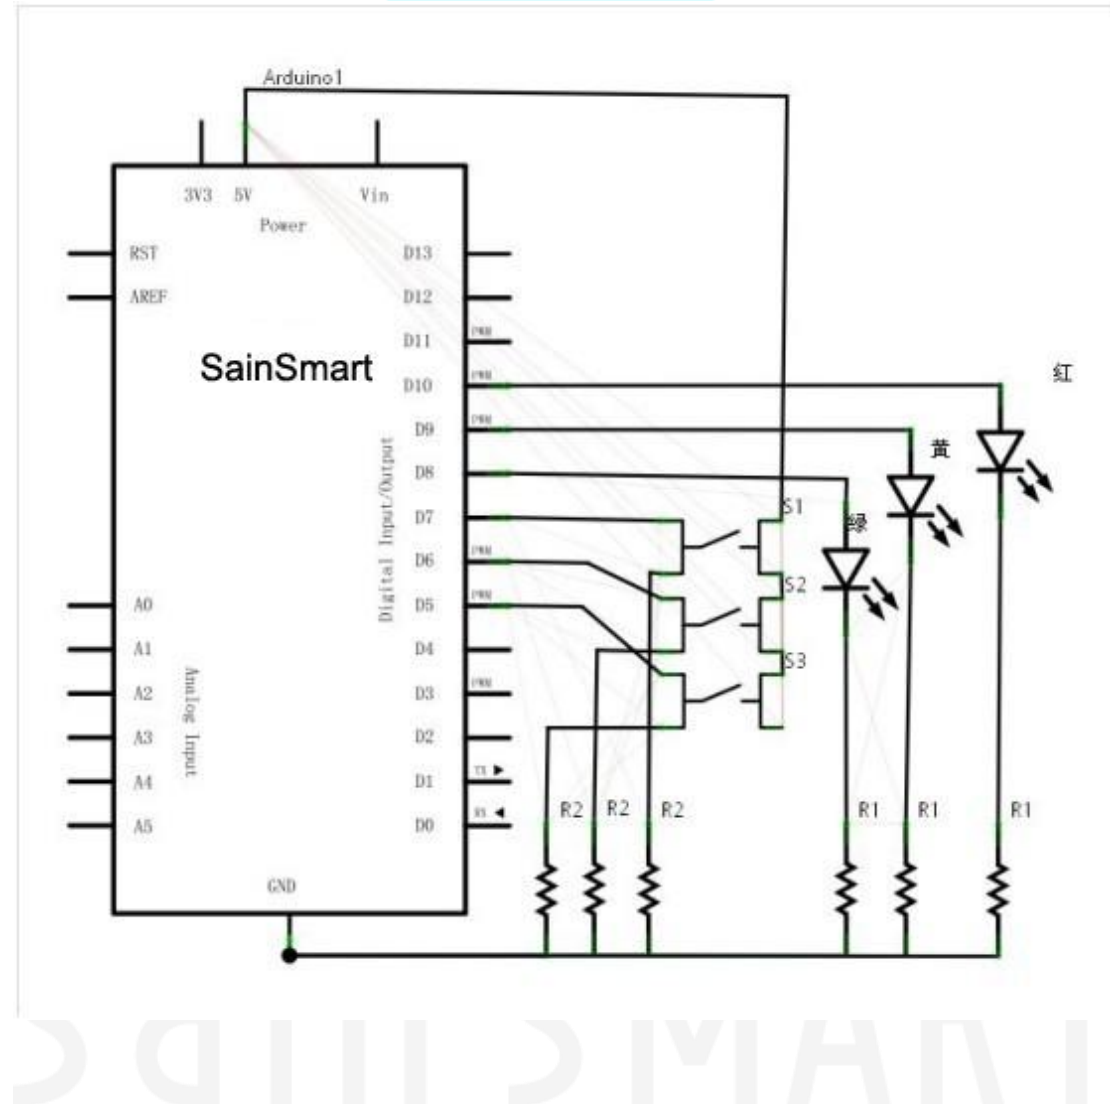 Arduino1
3V3
5V
Vin
Power
RST
AREF
D13
D12
D11
PWM
SainSmart
D10
PWM
红
D9
PWM
黄
D8
Digital Input/Output
D7
S1
绿
D6
PWM
S2
A0
D5
PWM
A1
D4
S3
A2
D3
PWM
Analog Input
A3
D2
A4
D1
TX
A5
D0
RX
R2
R2
R2
R1
R1
R1
GND
SainSMART